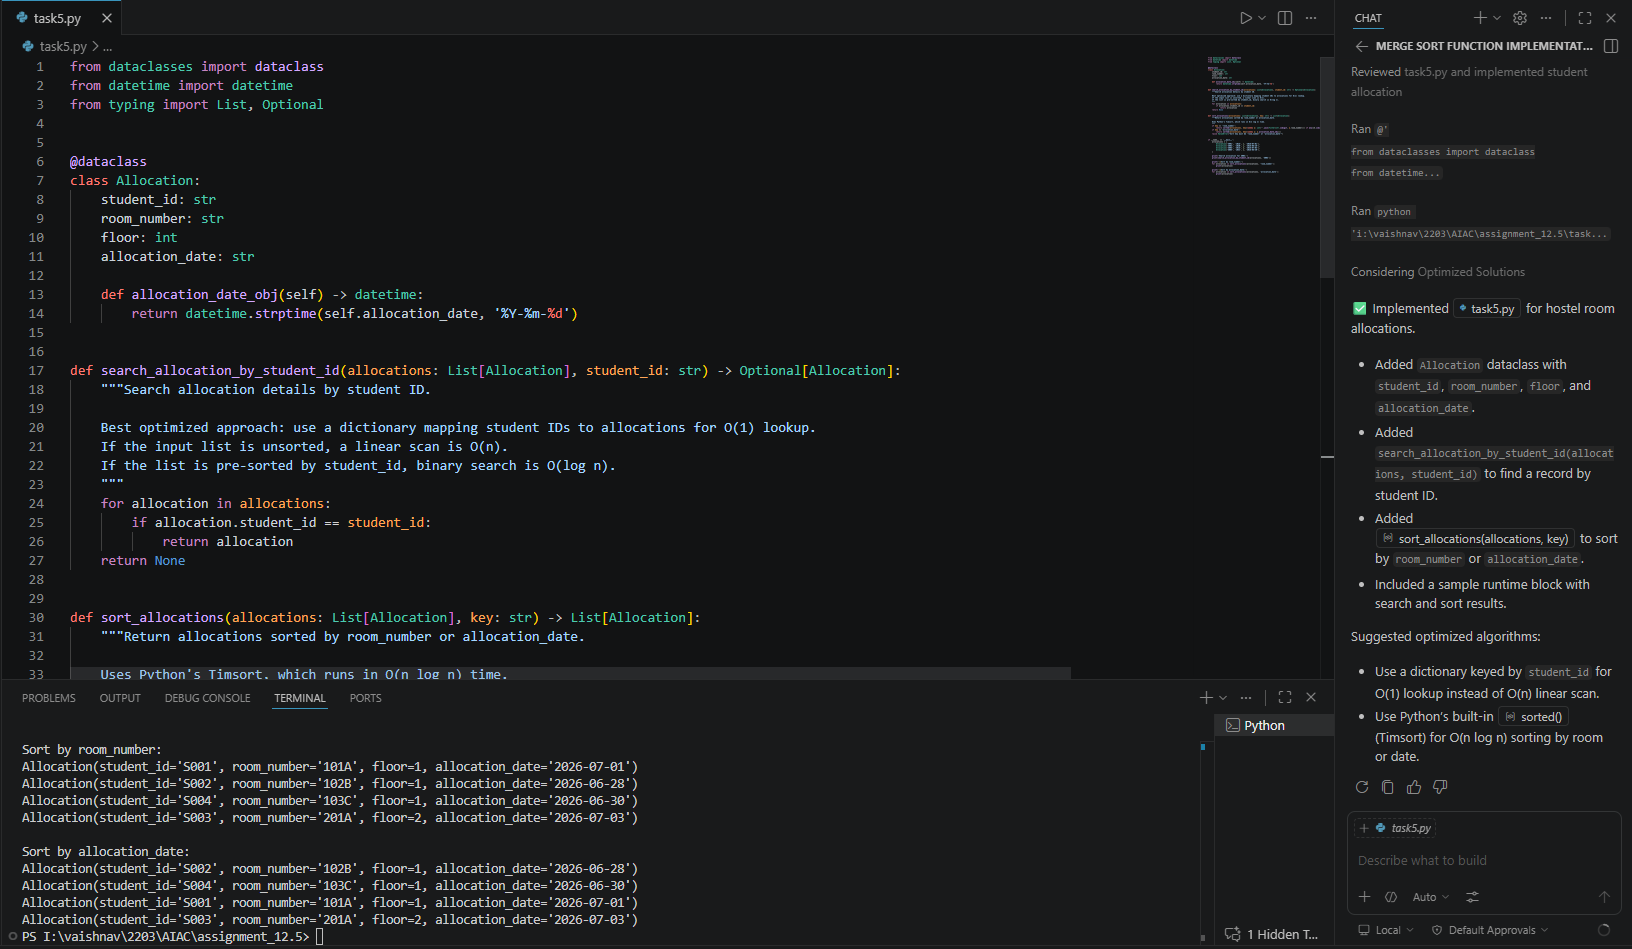 task5.py
task5.py > ...
1 from dataclasses import dataclass
2 from datetime import datetime
3 from typing import List, Optional
4
5
6 @dataclass
7 class Allocation:
8 student_id: str
9 room_number: str
10 floor: int
11 allocation_date: str
12
13 def allocation_date_obj(self) -> datetime:
14 return datetime.strptime(self.allocation_date, '%Y-%m-%d')
15
16
17 def search_allocation_by_student_id(allocations: List[Allocation], student_id: str) -> Optional[Allocation]:
18 """Search allocation details by student ID.
19
20 Best optimized approach: use a dictionary mapping student IDs to allocations for O(1) lookup.
21 If the input list is unsorted, a linear scan is O(n).
22 If the list is pre-sorted by student_id, binary search is O(log n).
23 """
24 for allocation in allocations:
25 if allocation.student_id == student_id:
26 return allocation
27 return None
28
29
30 def sort_allocations(allocations: List[Allocation], key: str) -> List[Allocation]:
31 """Return allocations sorted by room_number or allocation_date.
32
33 Uses Python's Timsort, which runs in O(n log n) time.
PROBLEMS OUTPUT DEBUG CONSOLE TERMINAL PORTS
Sort by room_number:
Allocation(student_id='S001', room_number='101A', floor=1, allocation_date='2026-07-01')
Allocation(student_id='S002', room_number='102B', floor=1, allocation_date='2026-06-28')
Allocation(student_id='S004', room_number='103C', floor=1, allocation_date='2026-06-30')
Allocation(student_id='S003', room_number='201A', floor=2, allocation_date='2026-07-03')
Sort by allocation_date:
Allocation(student_id='S002', room_number='102B', floor=1, allocation_date='2026-06-28')
Allocation(student_id='S004', room_number='103C', floor=1, allocation_date='2026-06-30')
Allocation(student_id='S001', room_number='101A', floor=1, allocation_date='2026-07-01')
Allocation(student_id='S003', room_number='201A', floor=2, allocation_date='2026-07-03')
PS I:\vaishnav\2203\AIAC\assignment_12.5>
Python
1 Hidden T...
CHAT
MERGE SORT FUNCTION IMPLEMENTAT...
Reviewed task5.py and implemented student
allocation
Ran @'
from dataclasses import dataclass
from datetime...
Ran python
'i:\vaishnav\2203\AIAC\assignment_12.5\task...
Considering Optimized Solutions
✅ Implemented task5.py for hostel room
allocations.
• Added Allocation dataclass with
student_id, room_number, floor, and
allocation_date.
• Added
search_allocation_by_student_id(allocat
ions, student_id) to find a record by
student ID.
• Added
sort_allocations(allocations, key) to sort
by room_number or allocation_date.
• Included a sample runtime block with
search and sort results.
Suggested optimized algorithms:
• Use a dictionary keyed by student_id for
O(1) lookup instead of O(n) linear scan.
• Use Python's built-in sorted()
(Timsort) for O(n log n) sorting by room
or date.
task5.py
Describe what to build
Auto
Local Default Approvals